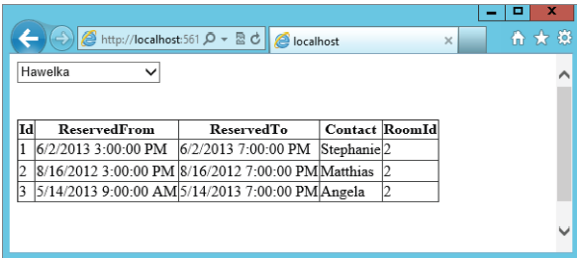 http://localhost:561
localhost
Hawelka
Id ReservedFrom ReservedTo Contact RoomId
1 6/2/2013 3:00:00 PM 6/2/2013 7:00:00 PM Stephanie 2
2 8/16/2012 3:00:00 PM 8/16/2012 7:00:00 PM Matthias 2
3 5/14/2013 9:00:00 AM 5/14/2013 7:00:00 PM Angela 2